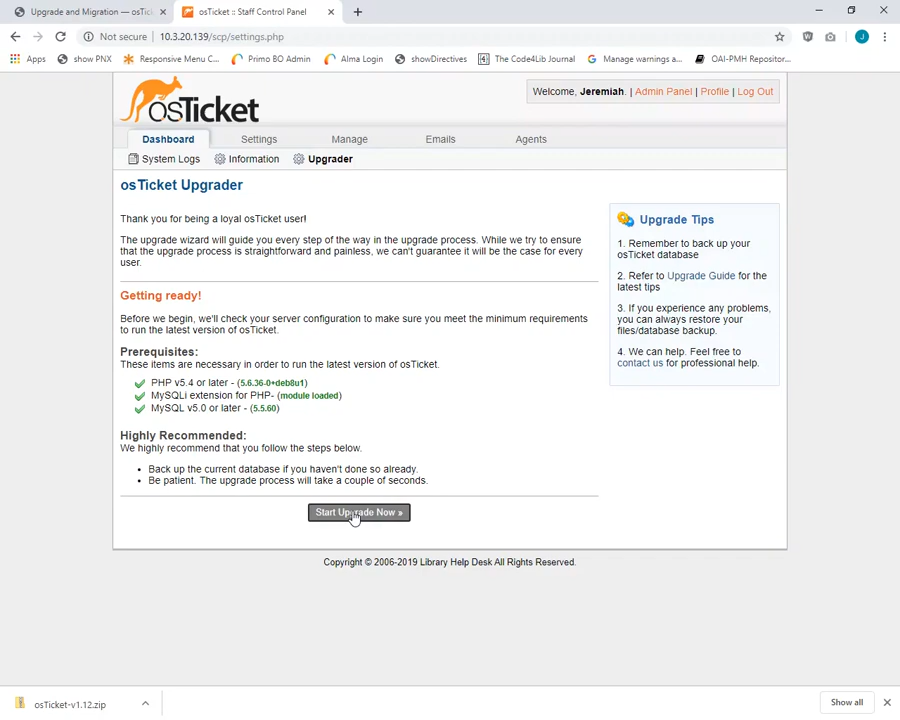 Upgrade and Migration — osTic
osTicket :: Staff Control Panel
Not secure | 10.3.20.139/scp/settings.php
J
Apps
show PNX
Responsive Menu C...
Primo BO Admin
Alma Login
showDirectives
The Code4Lib Journal
Manage warnings a...
OAI-PMH Repositor...
osTicket
Welcome, Jeremiah. | Admin Panel | Profile | Log Out
Dashboard
Settings
Manage
Emails
Agents
System Logs
Information
Upgrader
osTicket Upgrader
Thank you for being a loyal osTicket user!
The upgrade wizard will guide you every step of the way in the upgrade process. While we try to ensure
that the upgrade process is straightforward and painless, we can't guarantee it will be the case for every
user.
Getting ready!
Before we begin, we'll check your server configuration to make sure you meet the minimum requirements
to run the latest version of osTicket.
Prerequisites:
These items are necessary in order to run the latest version of osTicket.
PHP v5.4 or later - (5.6.36-0+deb8u1)
MySQLi extension for PHP- (module loaded)
MySQL v5.0 or later - (5.5.60)
Highly Recommended:
We highly recommend that you follow the steps below.
• Back up the current database if you haven't done so already.
• Be patient. The upgrade process will take a couple of seconds.
Start Upgrade Now »
Upgrade Tips
1. Remember to back up your
osTicket database
2. Refer to Upgrade Guide for the
latest tips
3. If you experience any problems,
you can always restore your
files/database backup.
4. We can help. Feel free to
contact us for professional help.
Copyright © 2006-2019 Library Help Desk All Rights Reserved.
osTicket-v1.12.zip
Show all